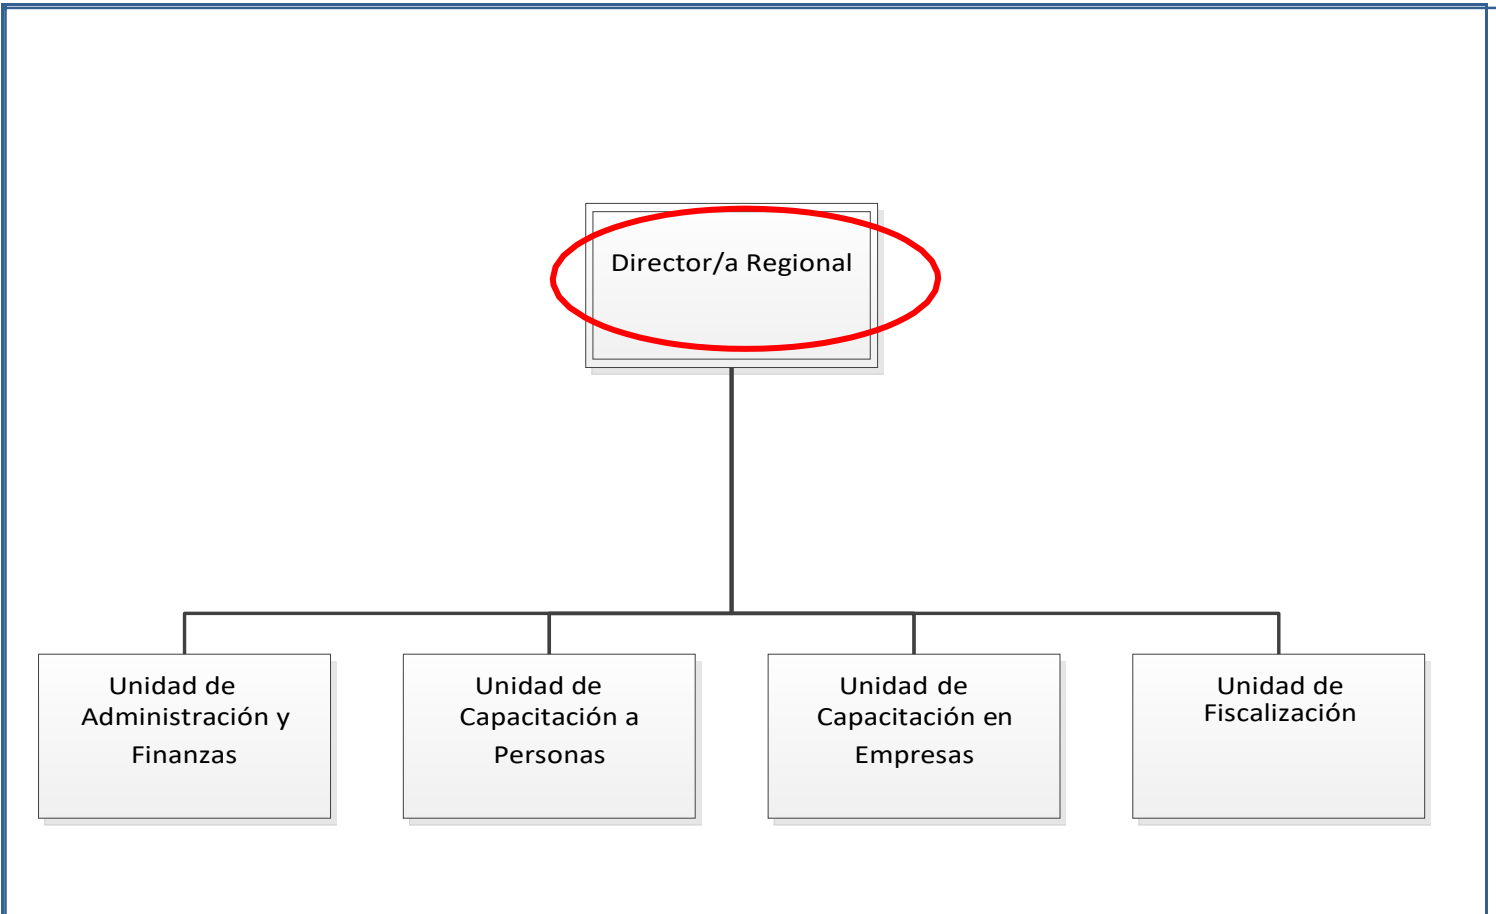 Director/a Regional
Unidad de
Administración y
Finanzas
Unidad de
Capacitación a
Personas
Unidad de
Capacitación en
Empresas
Unidad de
Fiscalización